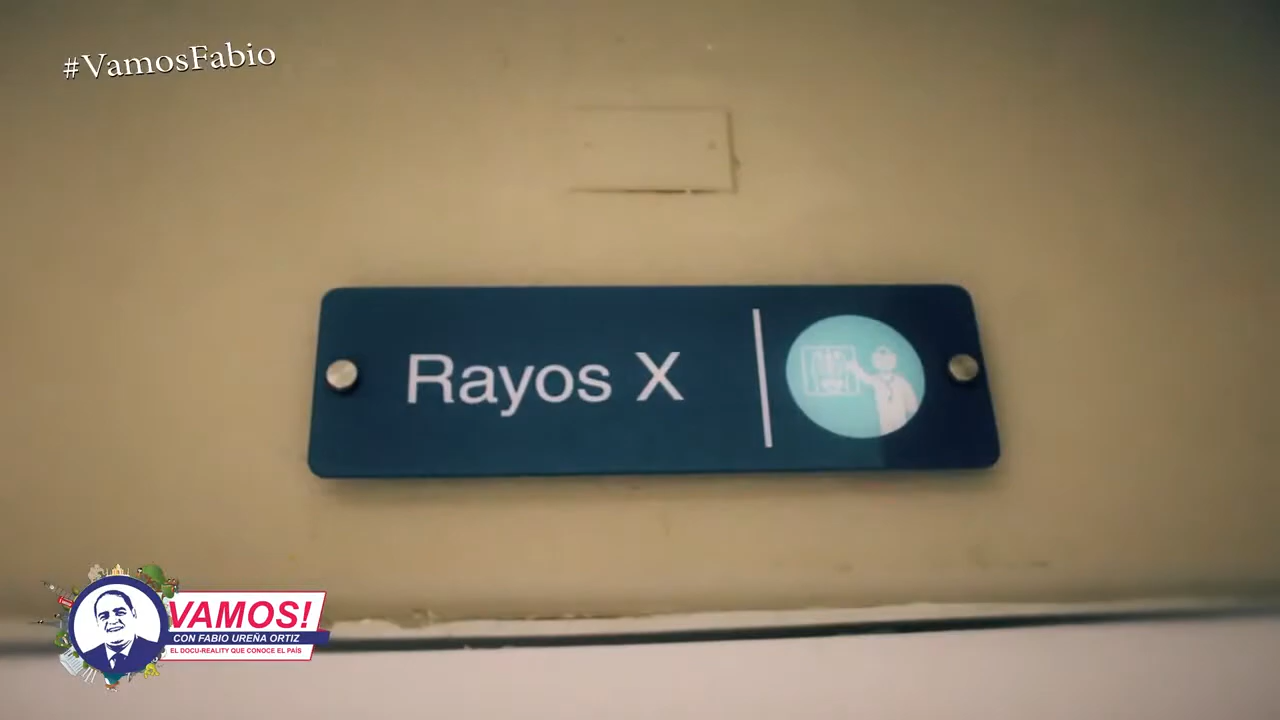 #VamosFabio
Rayos X
VAMOS!
CON FABIO UREÑA ORTIZ
EL DOCU-REALITY QUE CONOCE EL PAÍS